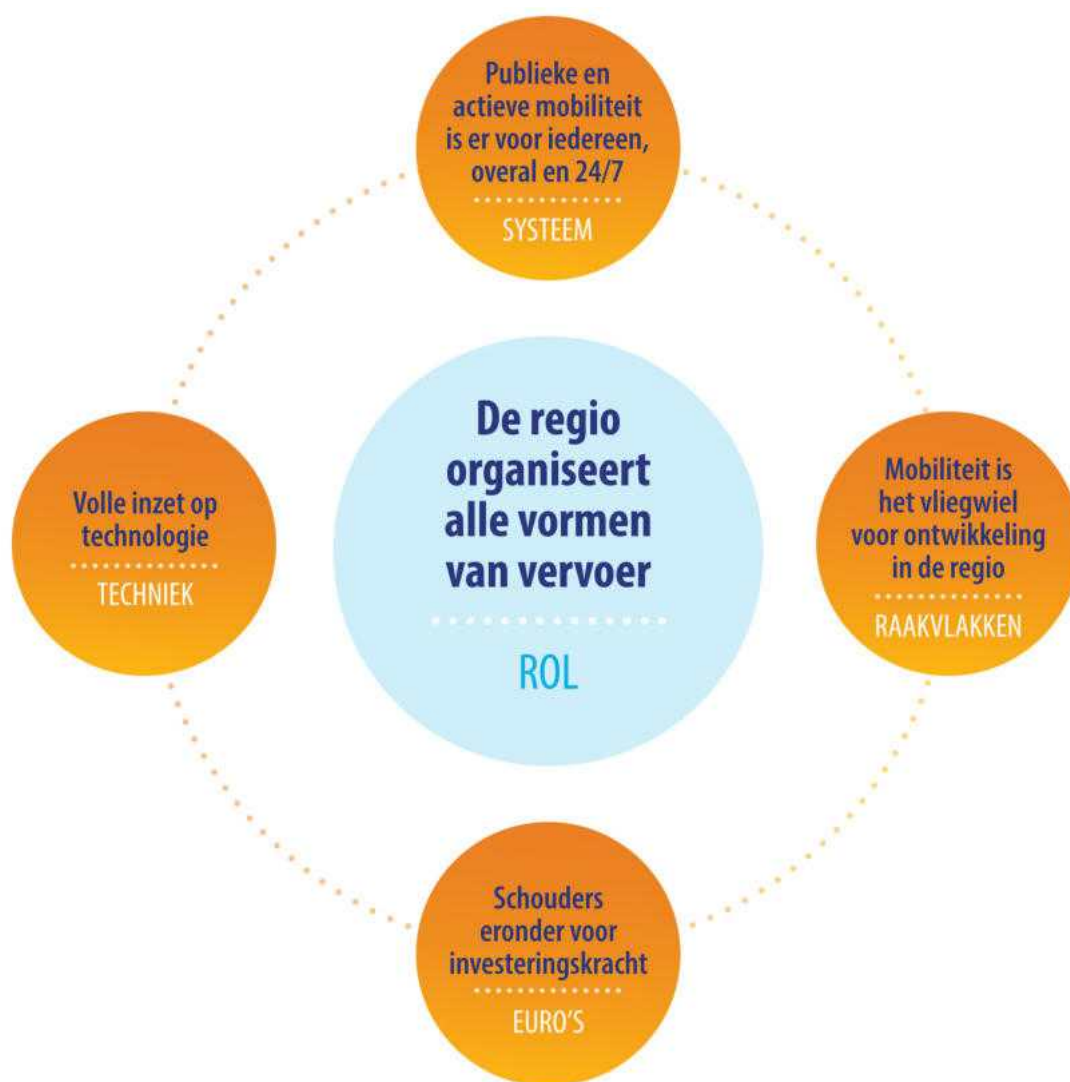 Publieke en
actieve mobiliteit
is er voor iedereen,
overal en 24/7
SYSTEEM
De regio
organiseert
alle vormen
van vervoer
ROL
Volle inzet op
technologie
TECHNIEK
Mobiliteit is
het vliegwiel
voor ontwikkeling
in de regio
RAAKVLAKKEN
Schouders
eronder voor
investeringskracht
EURO'S